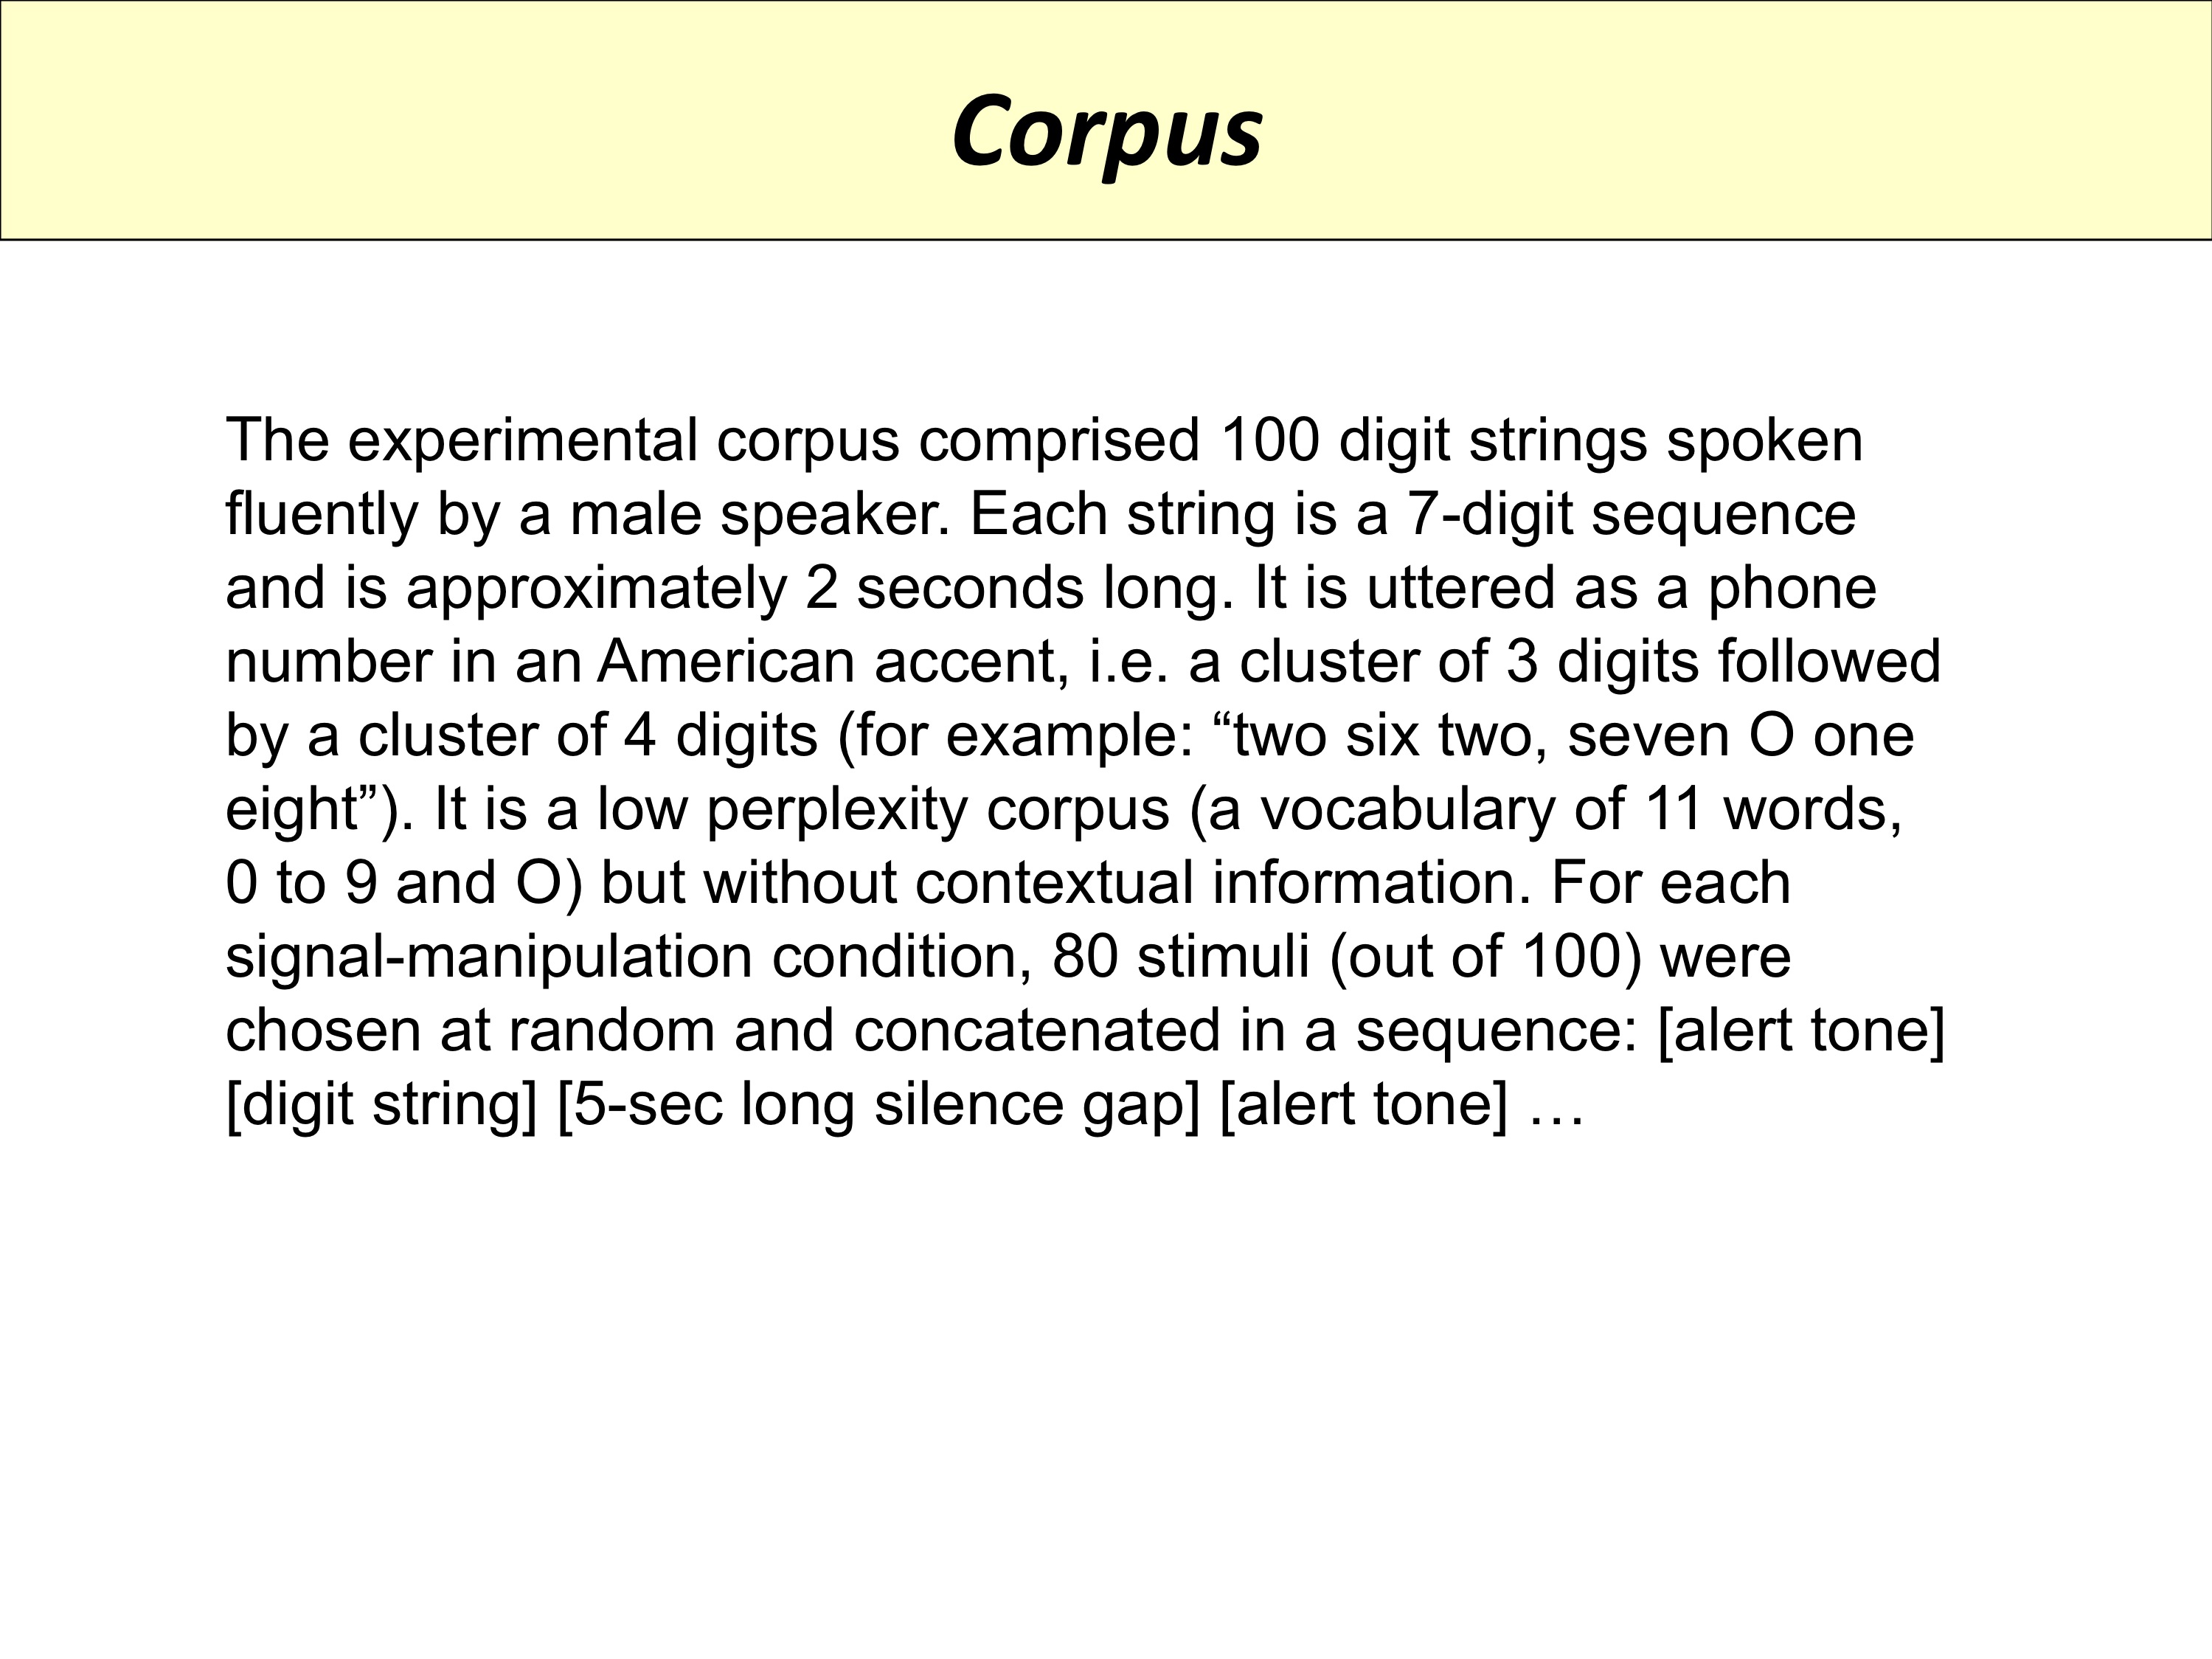 Corpus
The experimental corpus comprised 100 digit strings spoken
fluently by a male speaker. Each string is a 7-digit sequence
and is approximately 2 seconds long. It is uttered as a phone
number in an American accent, i.e. a cluster of 3 digits followed
by a cluster of 4 digits (for example: “two six two, seven O one
eight”). It is a low perplexity corpus (a vocabulary of 11 words,
0 to 9 and O) but without contextual information. For each
signal-manipulation condition, 80 stimuli (out of 100) were
chosen at random and concatenated in a sequence: [alert tone]
[digit string] [5-sec long silence gap] [alert tone] …